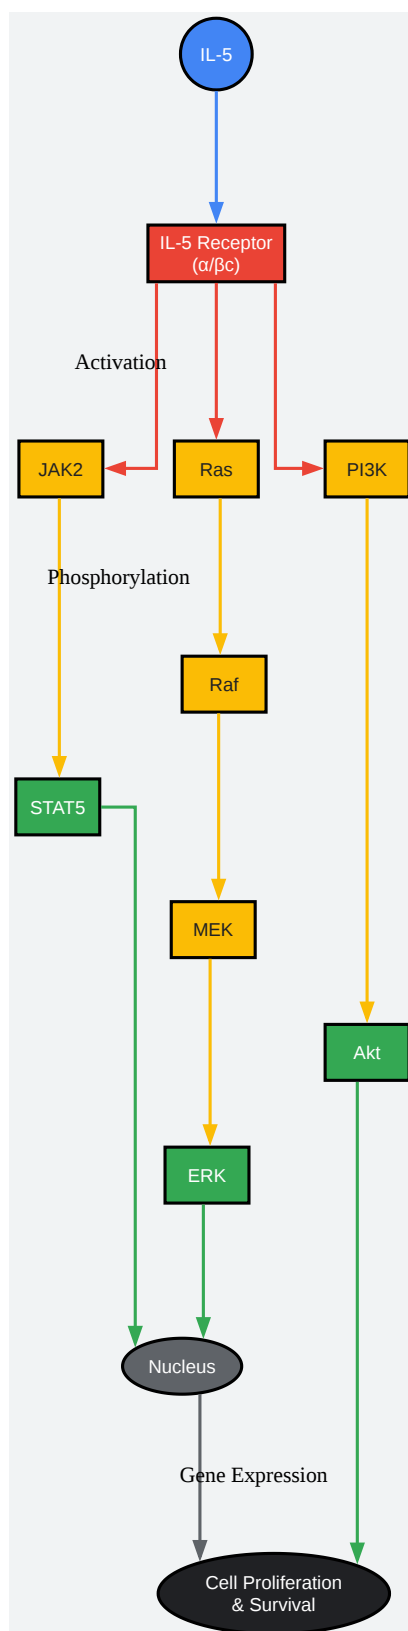 IL-5
IL-5 Receptor
(α/βc)
Activation
JAK2
Ras
PI3K
Phosphorylation
Raf
STAT5
MEK
Akt
ERK
Nucleus
Gene Expression
Cell Proliferation
& Survival